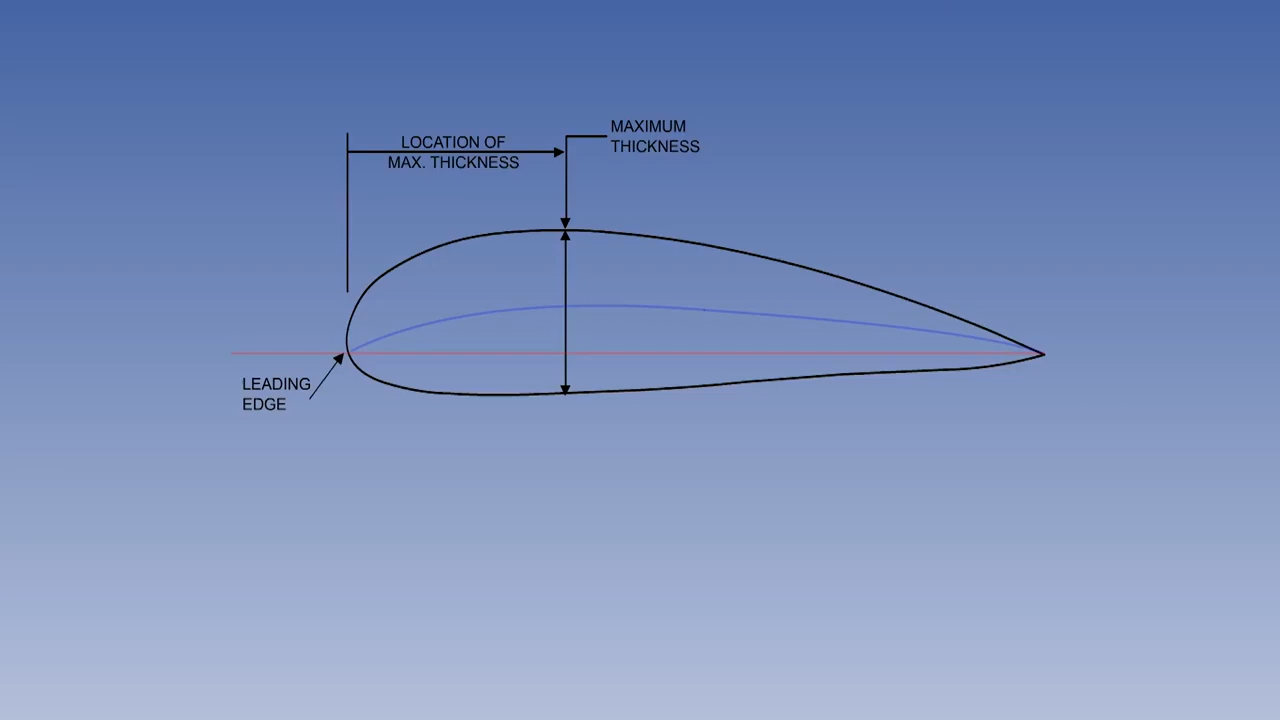 LOCATION OF
MAX. THICKNESS
MAXIMUM
THICKNESS
LEADING
EDGE